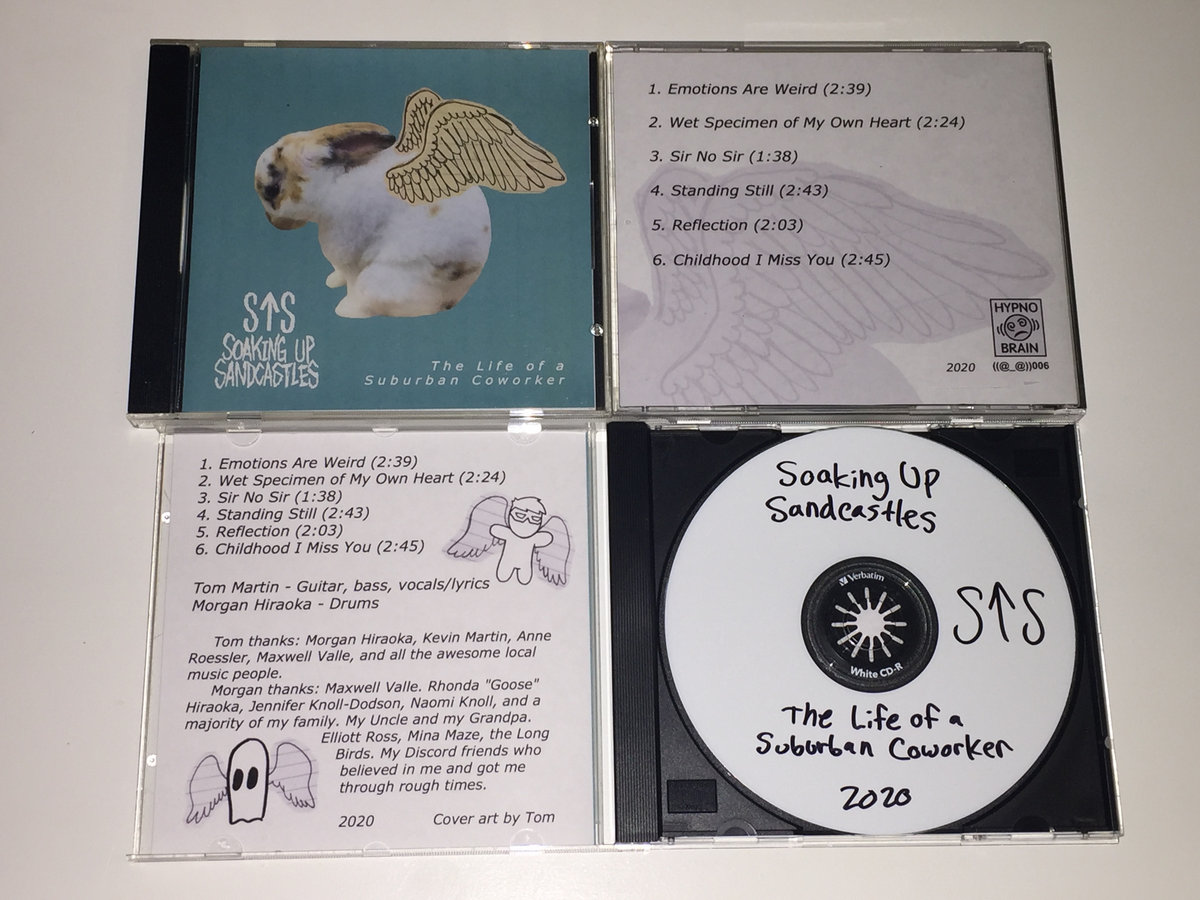 S↑S
SOAKING UP
SANDCASTLES
The Life of a
Suburban Coworker
1. Emotions Are Weird (2:39)
2. Wet Specimen of My Own Heart (2:24)
3. Sir No Sir (1:38)
4. Standing Still (2:43)
5. Reflection (2:03)
6. Childhood I Miss You (2:45)
HYPNO
BRAIN
2020 ((@_@))006
1. Emotions Are Weird (2:39)
2. Wet Specimen of My Own Heart (2:24)
3. Sir No Sir (1:38)
4. Standing Still (2:43)
5. Reflection (2:03)
6. Childhood I Miss You (2:45)
Tom Martin - Guitar, bass, vocals/lyrics
Morgan Hiraoka - Drums
Tom thanks: Morgan Hiraoka, Kevin Martin, Anne
Roessler, Maxwell Valle, and all the awesome local
music people.
Morgan thanks: Maxwell Valle. Rhonda "Goose"
Hiraoka, Jennifer Knoll-Dodson, Naomi Knoll, and a
majority of my family. My Uncle and my Grandpa.
Elliott Ross, Mina Maze, the Long
Birds. My Discord friends who
believed in me and got me
through rough times.
2020 Cover art by Tom
Soaking Up
Sandcastles
Verbatim
S↑S
White CD-R
The Life of a
Suburban Coworker
2020